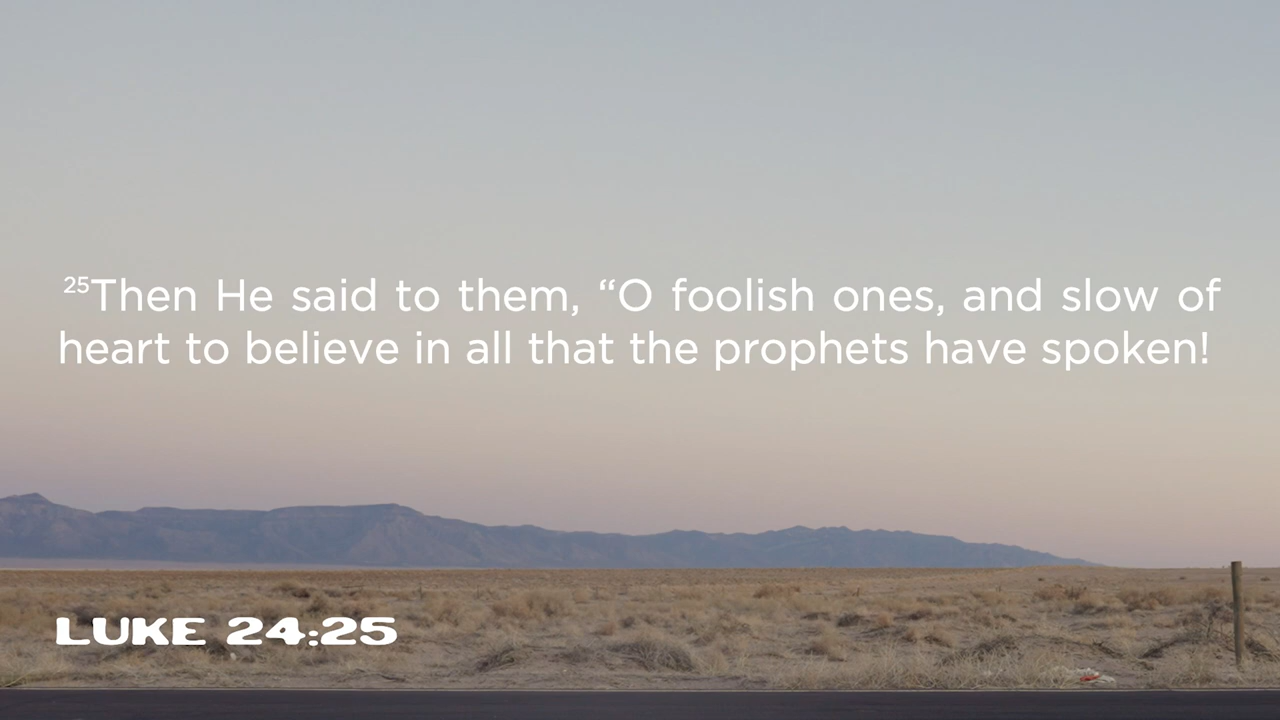 25Then He said to them, “O foolish ones, and slow of
heart to believe in all that the prophets have spoken!
LUKE 24:25